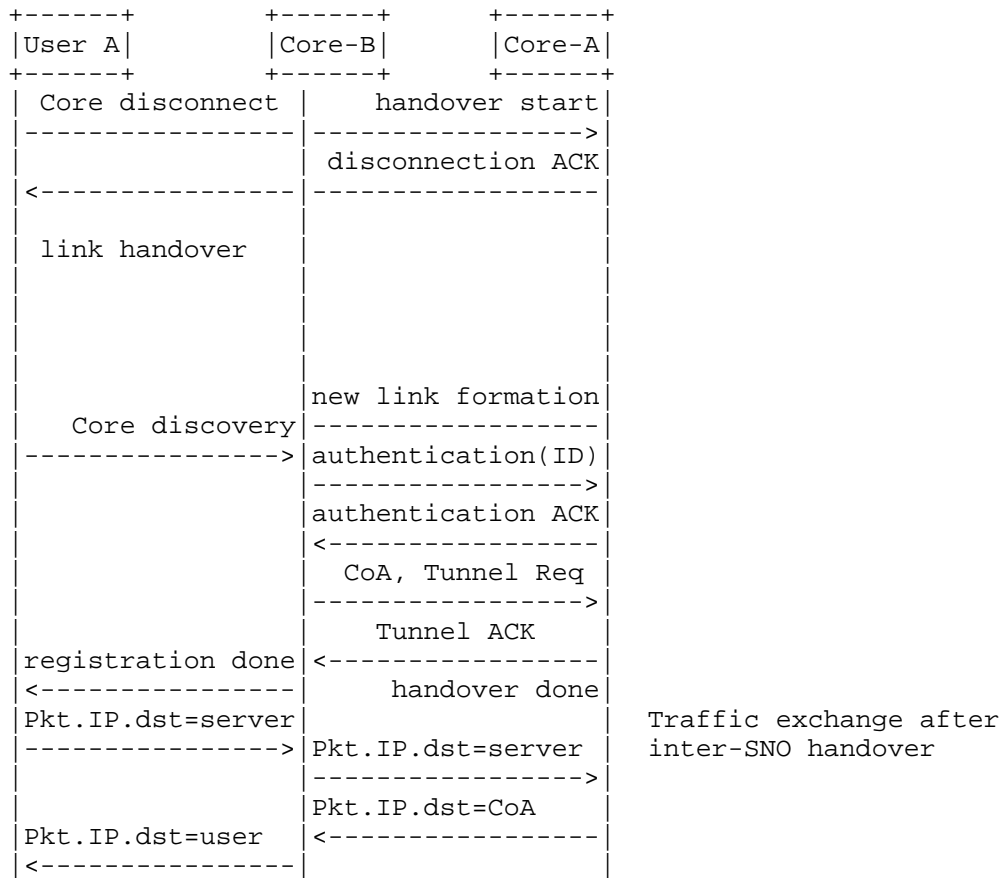 User A Core-B Core-A
Core disconnect handover start
disconnection ACK
link handover
new link formation
Core discovery
authentication(ID)
authentication ACK
CoA, Tunnel Req
Tunnel ACK
registration done
handover done
Pkt.IP.dst=server Traffic exchange after
Pkt.IP.dst=server inter-SNO handover
Pkt.IP.dst=CoA
Pkt.IP.dst=user